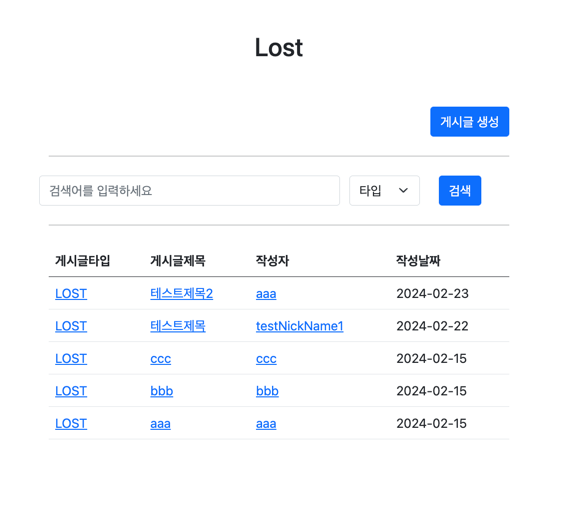 Lost
게시글 생성
검색어를 입력하세요 타입 검색
게시글타입 게시글제목 작성자 작성날짜
LOST 테스트제목2 aaa 2024-02-23
LOST 테스트제목 testNickName1 2024-02-22
LOST ccc ccc 2024-02-15
LOST bbb bbb 2024-02-15
LOST aaa aaa 2024-02-15